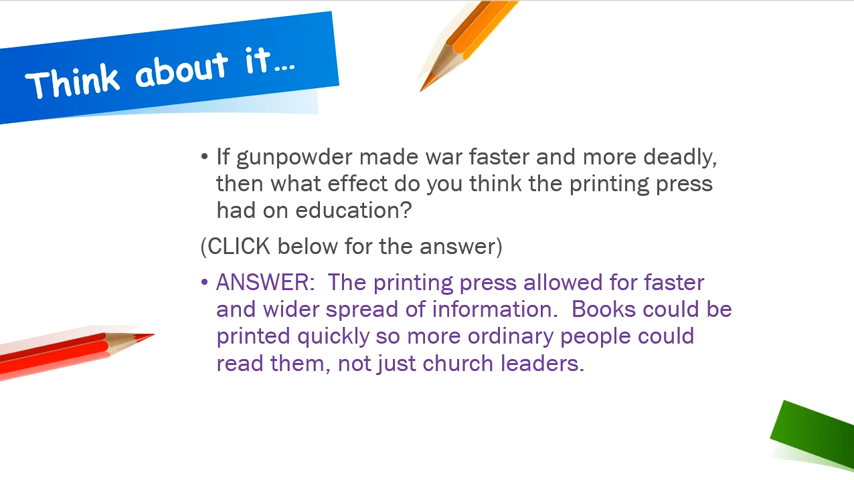 Think about it...
• If gunpowder made war faster and more deadly,
then what effect do you think the printing press
had on education?
(CLICK below for the answer)
• ANSWER:  The printing press allowed for faster
and wider spread of information.  Books could be
printed quickly so more ordinary people could
read them, not just church leaders.